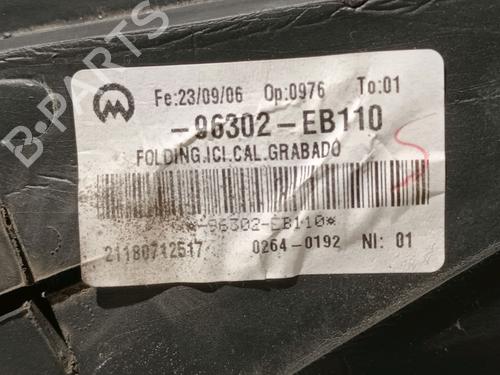 B-PARTS
Fe:23/09/06 Op:0976 To:01
-96302-EB110
FOLDING.ICI.CAL.GRABADO
*-96302-EB110*
21180712517 0264-0192 NI: 01